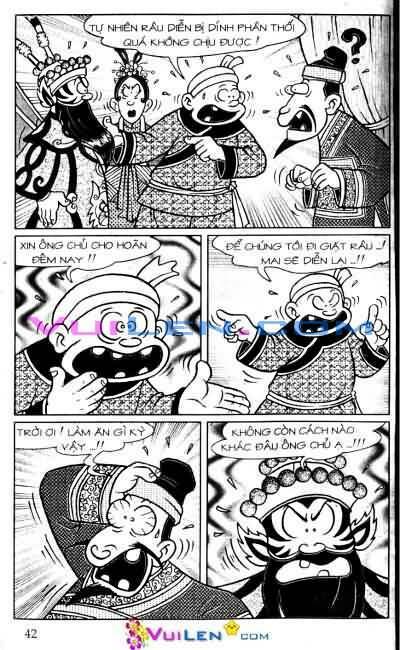 TỰ NHIÊN RÂU DIỄN BỊ DÍNH PHẤN THỐI
QUÁ KHÔNG CHỊU ĐƯỢC !
?
XIN ÔNG CHỦ CHO HOÃN
ĐÊM NAY !!
ĐỂ CHÚNG TỚI ĐI GIẶT RÂU ..!
MAI SẼ DIỄN LẠI ..!!
VUILEN.COM
TRỜI ƠI ! LÀM ĂN GÌ KỲ
VẬY ..!!
KHÔNG CÒN CÁCH NÀO
KHÁC ĐÂU ÔNG CHỦ Ạ ..!!!
42
VUILEN.COM